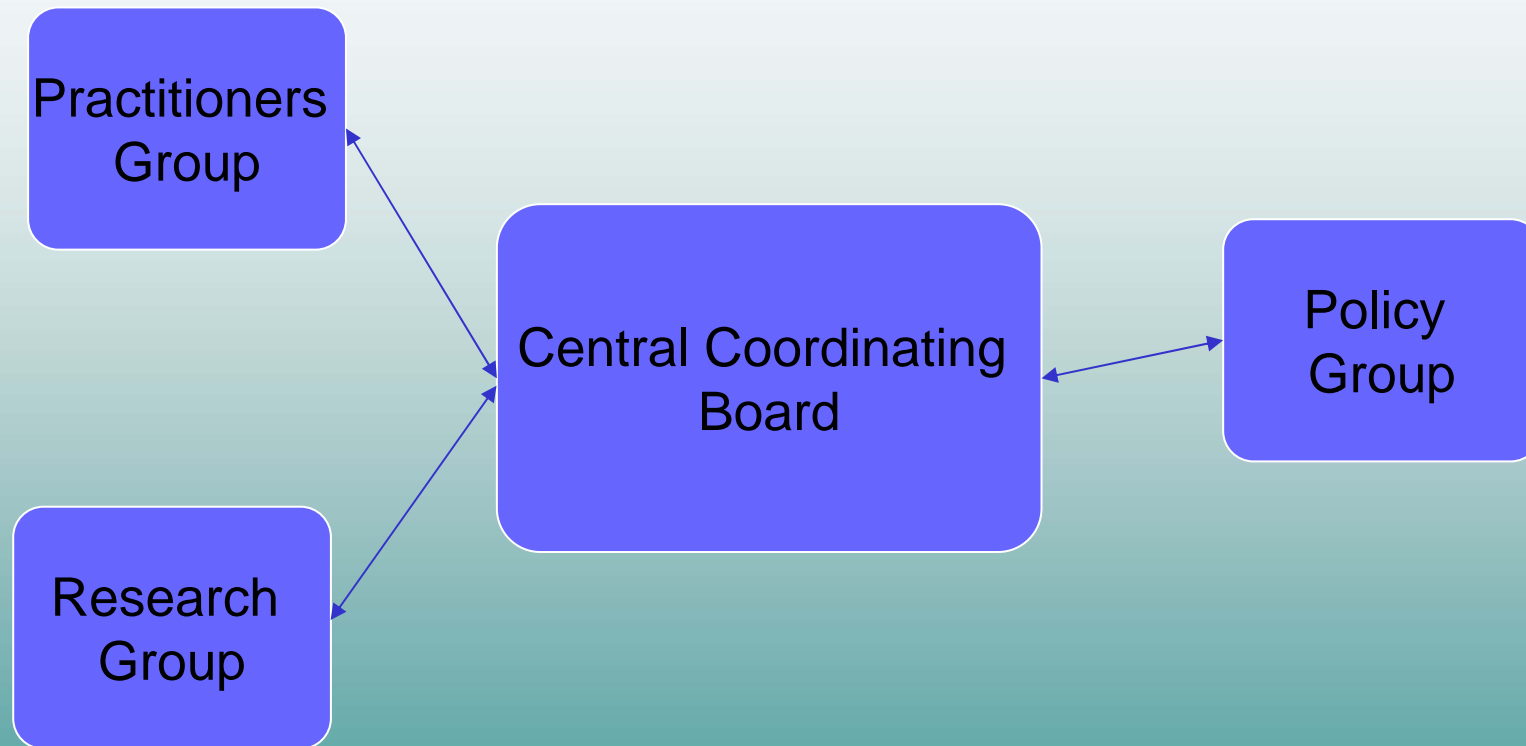 Practitioners
Group
Central Coordinating
Board
Policy
Group
Research
Group